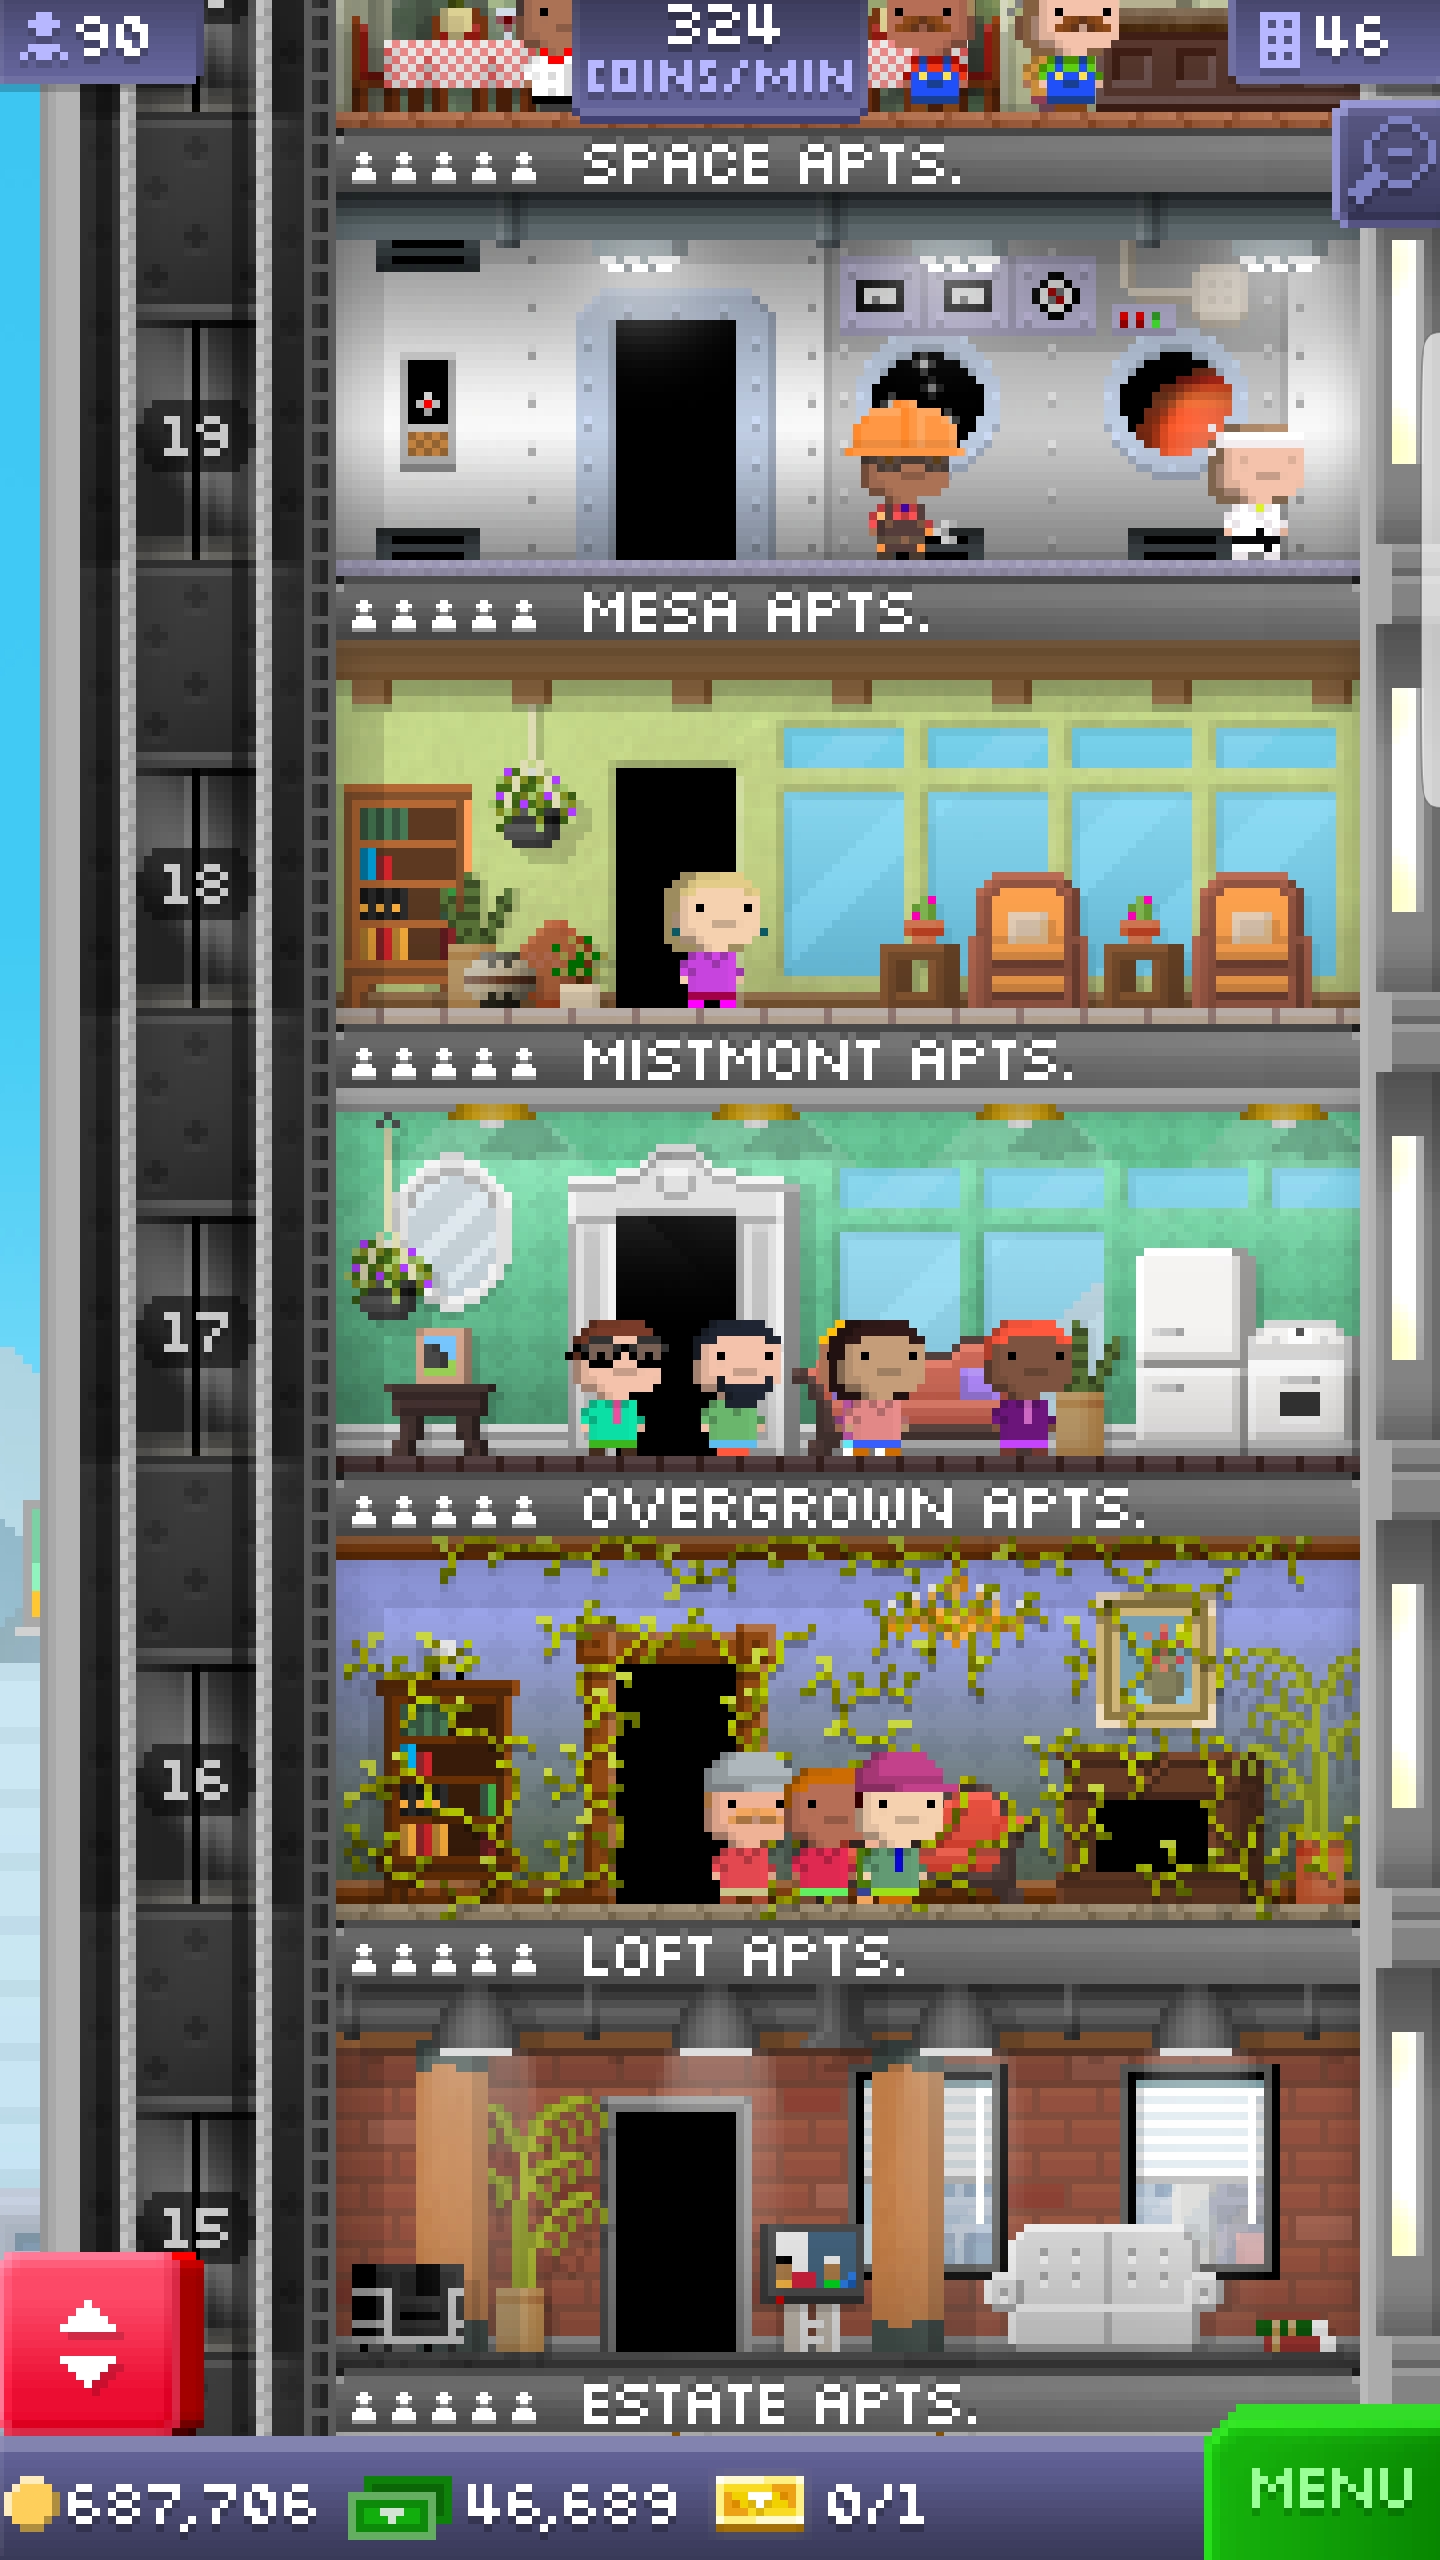 90
324
COINS/MIN
46
SPACE APTS.
19
MESA APTS.
18
MISTMONT APTS.
17
OVERGROWN APTS.
16
LOFT APTS.
15
ESTATE APTS.
687,706
46,689
0/1
MENU